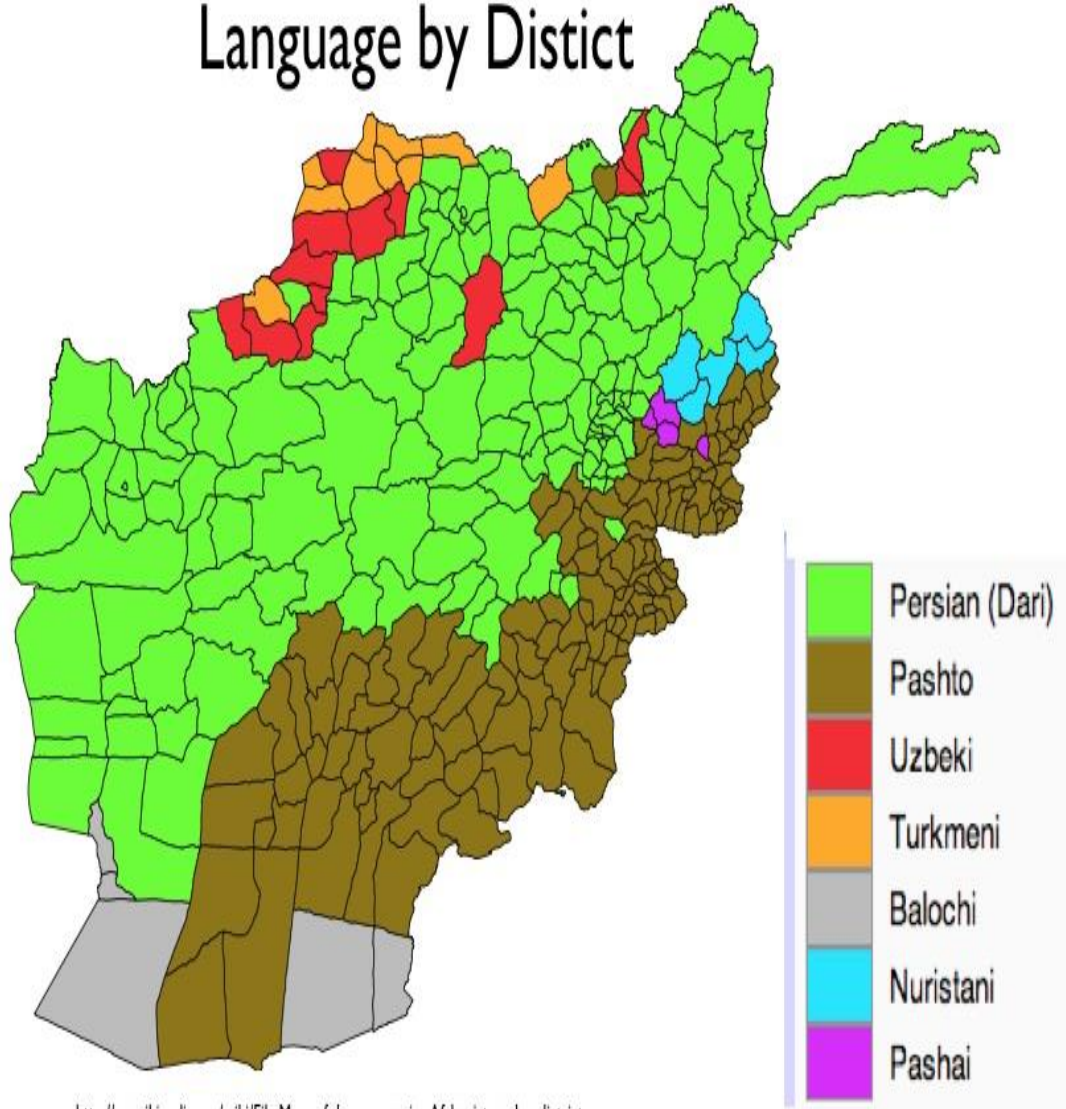 Language by Distict
Persian (Dari)
Pashto
Uzbeki
Turkmeni
Balochi
Nuristani
Pashai